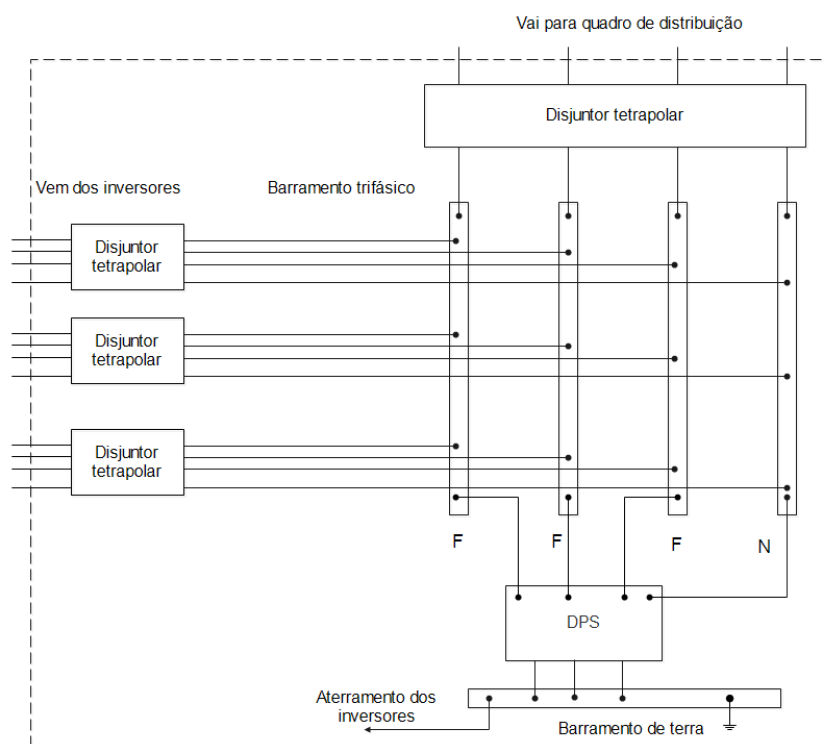 Vai para quadro de distribuição
Disjuntor tetrapolar
Vem dos inversores
Barramento trifásico
Disjuntor
tetrapolar
Disjuntor
tetrapolar
Disjuntor
tetrapolar
F
F
F
N
DPS
Aterramento dos
inversores
Barramento de terra